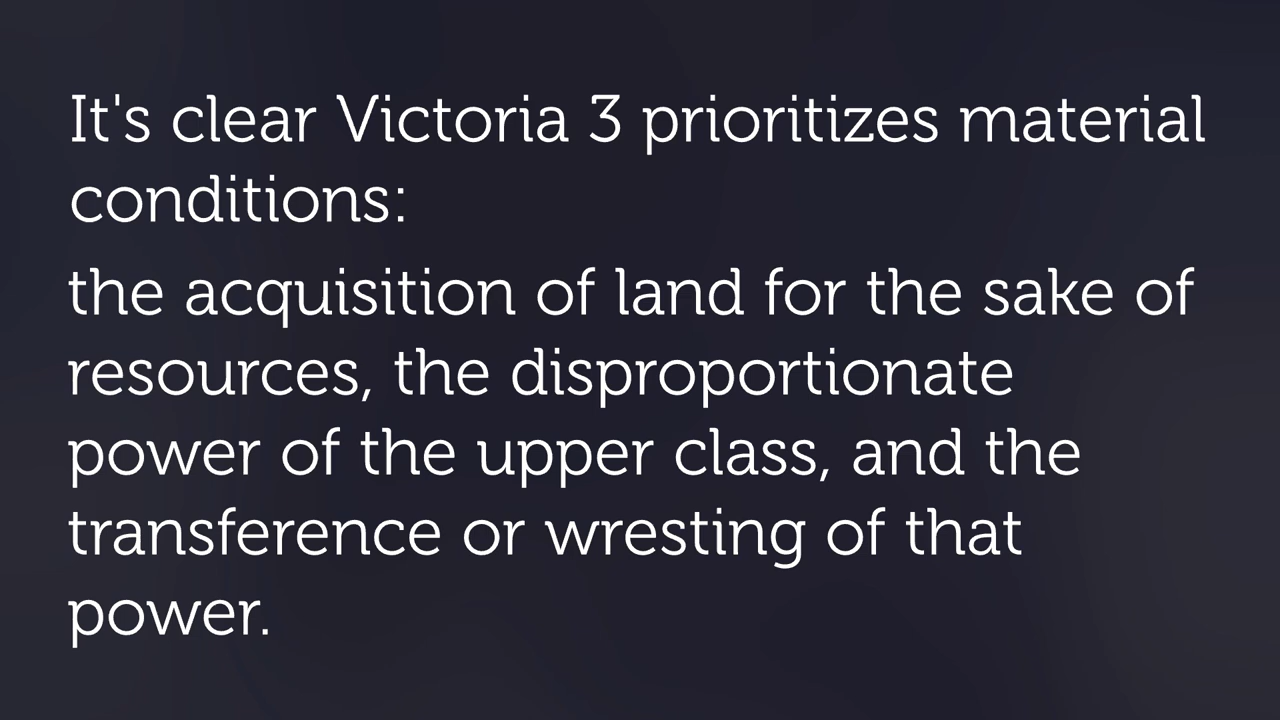 It's clear Victoria 3 prioritizes material
conditions:
the acquisition of land for the sake of
resources, the disproportionate
power of the upper class, and the
transference or wresting of that
power.